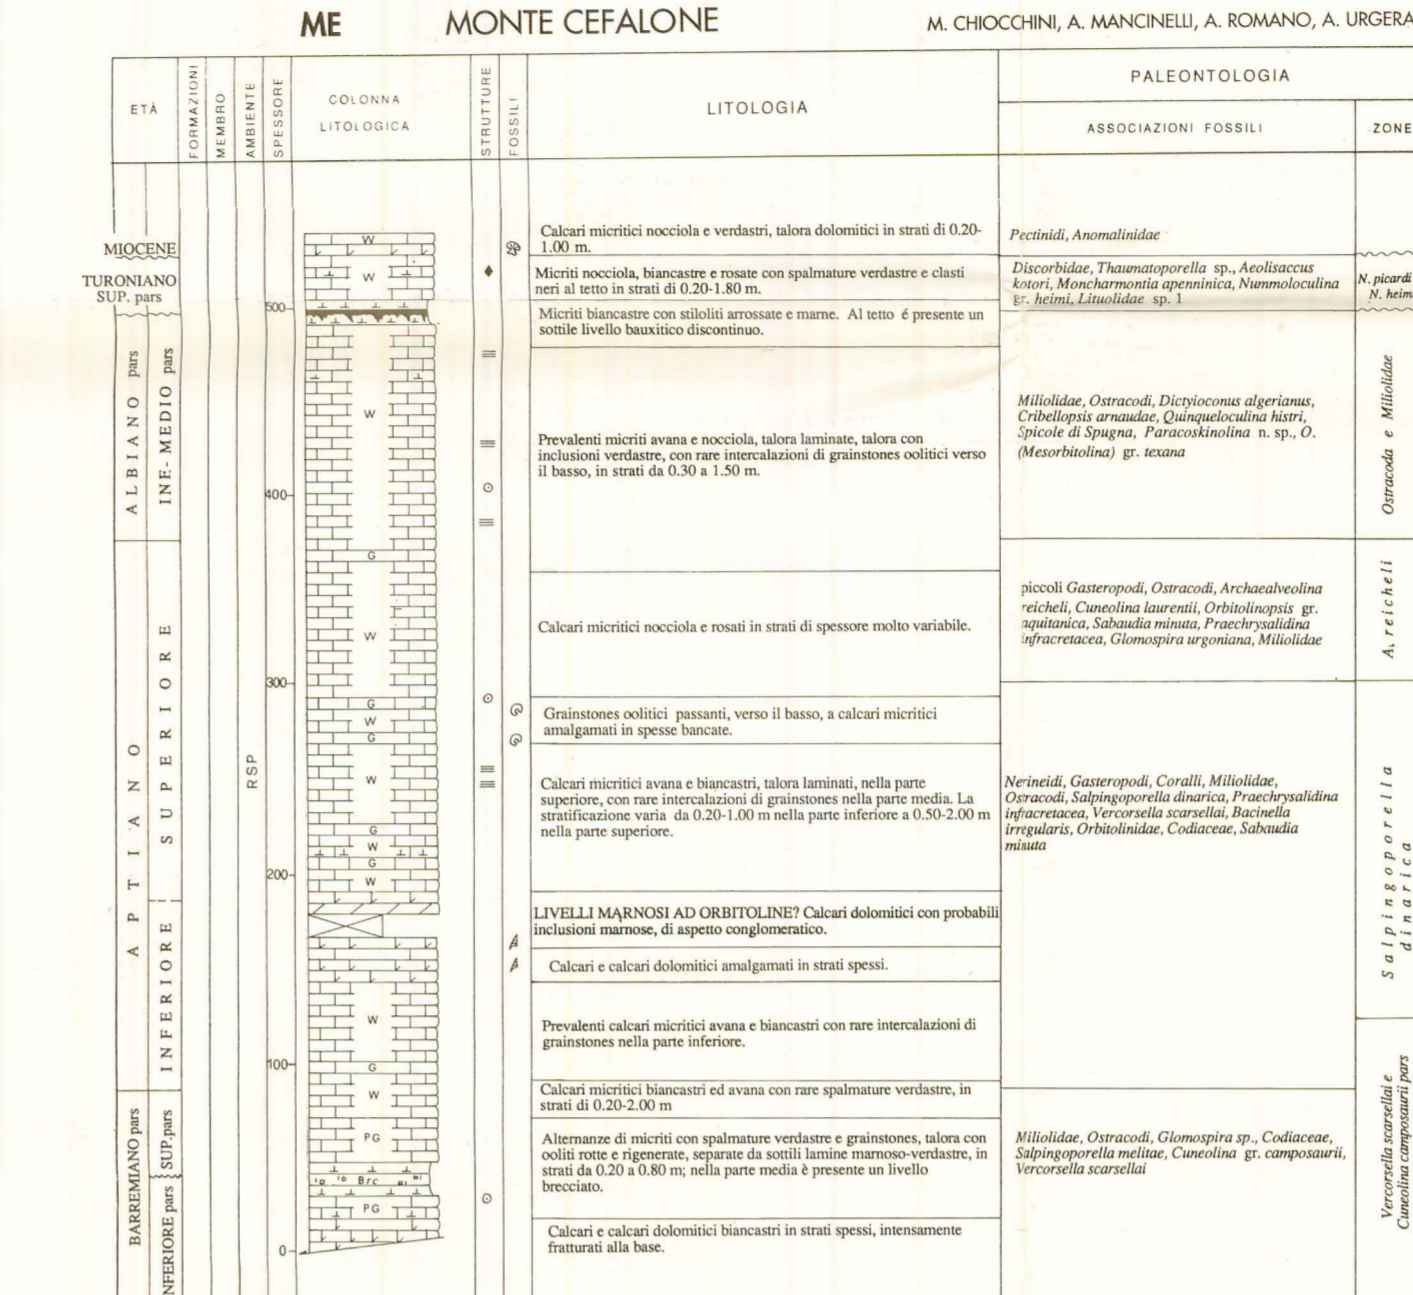 ME MONTE CEFALONE M. CHIOCCHINI, A. MANCINELLI, A. ROMANO, A. URGERA
ETÀ
FORMAZIONI
MEMBRO
AMBIENTE
SPESSORE
COLONNA
LITOLOGICA
STRUTTURE
FOSSILI
LITOLOGIA
PALEONTOLOGIA
ASSOCIAZIONI FOSSILI
ZONE
MIOCENE
TURONIANO
SUP. pars
ALBIANO pars
INE-MEDIO pars
APTIANO
SUPERIORE
INFERIORE
BARREMIANO pars
SUP.pars
NFERIORE pars
RSP
500
400
300
200
100
0
W
W
W
G
W
G
W
G
W
G
W
G
W
W
G
W
PG
Brc
PG
Calcari micritici nocciola e verdastri, talora dolomitici in strati di 0.20-
1.00 m.
Micriti nocciola, biancastre e rosate con spalmature verdastre e clasti
neri al tetto in strati di 0.20-1.80 m.
Micriti biancastre con stiloliti arrossate e marne. Al tetto é presente un
sottile livello bauxitico discontinuo.
Prevalenti micriti avana e nocciola, talora laminate, talora con
inclusioni verdastre, con rare intercalazioni di grainstones oolitici verso
il basso, in strati da 0.30 a 1.50 m.
Calcari micritici nocciola e rosati in strati di spessore molto variabile.
Grainstones oolitici passanti, verso il basso, a calcari micritici
amalgamati in spesse bancate.
Calcari micritici avana e biancastri, talora laminati, nella parte
superiore, con rare intercalazioni di grainstones nella parte media. La
stratificazione varia da 0.20-1.00 m nella parte inferiore a 0.50-2.00 m
nella parte superiore.
LIVELLI MARNOSI AD ORBITOLINE? Calcari dolomitici con probabili
inclusioni marnose, di aspetto conglomeratico.
Calcari e calcari dolomitici amalgamati in strati spessi.
Prevalenti calcari micritici avana e biancastri con rare intercalazioni di
grainstones nella parte inferiore.
Calcari micritici biancastri ed avana con rare spalmature verdastre, in
strati di 0.20-2.00 m
Alternanze di micriti con spalmature verdastre e grainstones, talora con
ooliti rotte e rigenerate, separate da sottili lamine marnoso-verdastre, in
strati da 0.20 a 0.80 m; nella parte media è presente un livello
brecciato.
Calcari e calcari dolomitici biancastri in strati spessi, intensamente
fratturati alla base.
Pectinidi, Anomalinidae
Discorbidae, Thaumatoporella sp., Aeolisaccus
kotori, Moncharmontia apenninica, Nummoloculina
gr. heimi, Lituolidae sp. 1
Miliolidae, Ostracodi, Dictyioconus algerianus,
Cribellopsis arnaudae, Quinqueloculina histri,
Spicole di Spugna, Paracoskinolina n. sp., O.
(Mesorbitolina) gr. texana
piccoli Gasteropodi, Ostracodi, Archaealveolina
reicheli, Cuneolina laurentii, Orbitolinopsis gr.
aquitanica, Sabaudia minuta, Praechrysalidina
infracretacea, Glomospira urgoniana, Miliolidae
Nerineidi, Gasteropodi, Coralli, Miliolidae,
Ostracodi, Salpingoporella dinarica, Praechrysalidina
infracretacea, Vercorsella scarsellai, Bacinella
irregularis, Orbitolinidae, Codiaceae, Sabaudia
minuta
Miliolidae, Ostracodi, Glomospira sp., Codiaceae,
Salpingoporella melitae, Cuneolina gr. camposaurii,
Vercorsella scarsellai
N. picardi
N. heim
Ostracoda e Miliolidae
A. reicheli
Salpingoporella
dinarica
Vercorsella scarsellai e
Cuneolina camposaurii pars